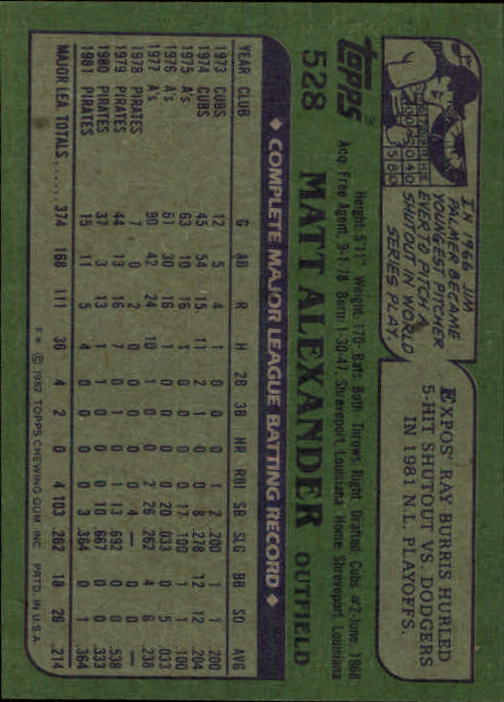 IN 1966 JIM
PALMER BECAME
YOUNGEST PITCHER
EVER TO PITCH A
SHUTOUT IN WORLD
SERIES PLAY.
EXPOS' RAY BURRIS HURLED
5-HIT SHUTOUT VS. DODGERS
IN 1981 N.L. PLAYOFFS.
TOPPS®
528 MATT ALEXANDER OUTFIELD
Height: 5'11" Weight: 170 Bats: Both Throws: Right Drafted: Cubs #2-June, 1968
Acq: Free Agent, 9-1-78 Born: 1-30-47, Shreveport, Louisiana Home: Shreveport, Louisiana
◆ COMPLETE MAJOR LEAGUE BATTING RECORD ◆
YEAR CLUB G AB R H 2B 3B HR RBI SB SLG BB SO AVG
1973 CUBS 12 5 4 1 0 0 0 1 2 .200 1 1 .200
1974 CUBS 45 54 15 11 2 1 0 0 8 .278 12 12 .204
1975 A's 63 10 16 1 0 0 0 0 17 .100 1 1 .100
1976 A's 61 30 16 1 0 0 0 0 20 .033 0 5 .033
1977 A's 90 42 24 10 1 0 0 2 26 .262 4 6 .238
1978 PIRATES 7 0 2 0 0 0 0 0 4 — 0 0 —
1979 PIRATES 44 13 16 7 0 1 0 1 13 .692 0 0 .538
1980 PIRATES 37 3 13 1 1 0 0 0 10 .667 0 0 .333
1981 PIRATES 15 11 5 4 0 0 0 0 3 .364 0 1 .364
MAJOR LEA. TOTALS..... 374 168 111 36 4 2 0 4 103 .262 18 26 .214
© 1982 TOPPS CHEWING GUM, INC. PRTD. IN U.S.A.